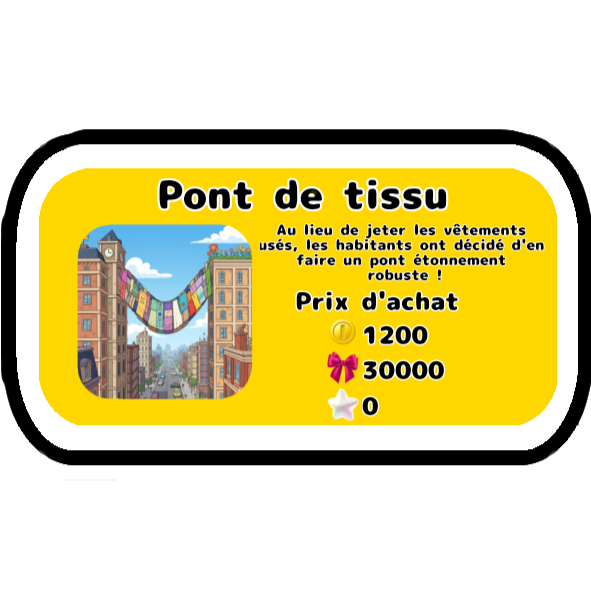 Pont de tissu
Au lieu de jeter les vêtements
usés, les habitants ont décidé d'en
faire un pont étonnement
robuste !
Prix d'achat
1200
30000
0